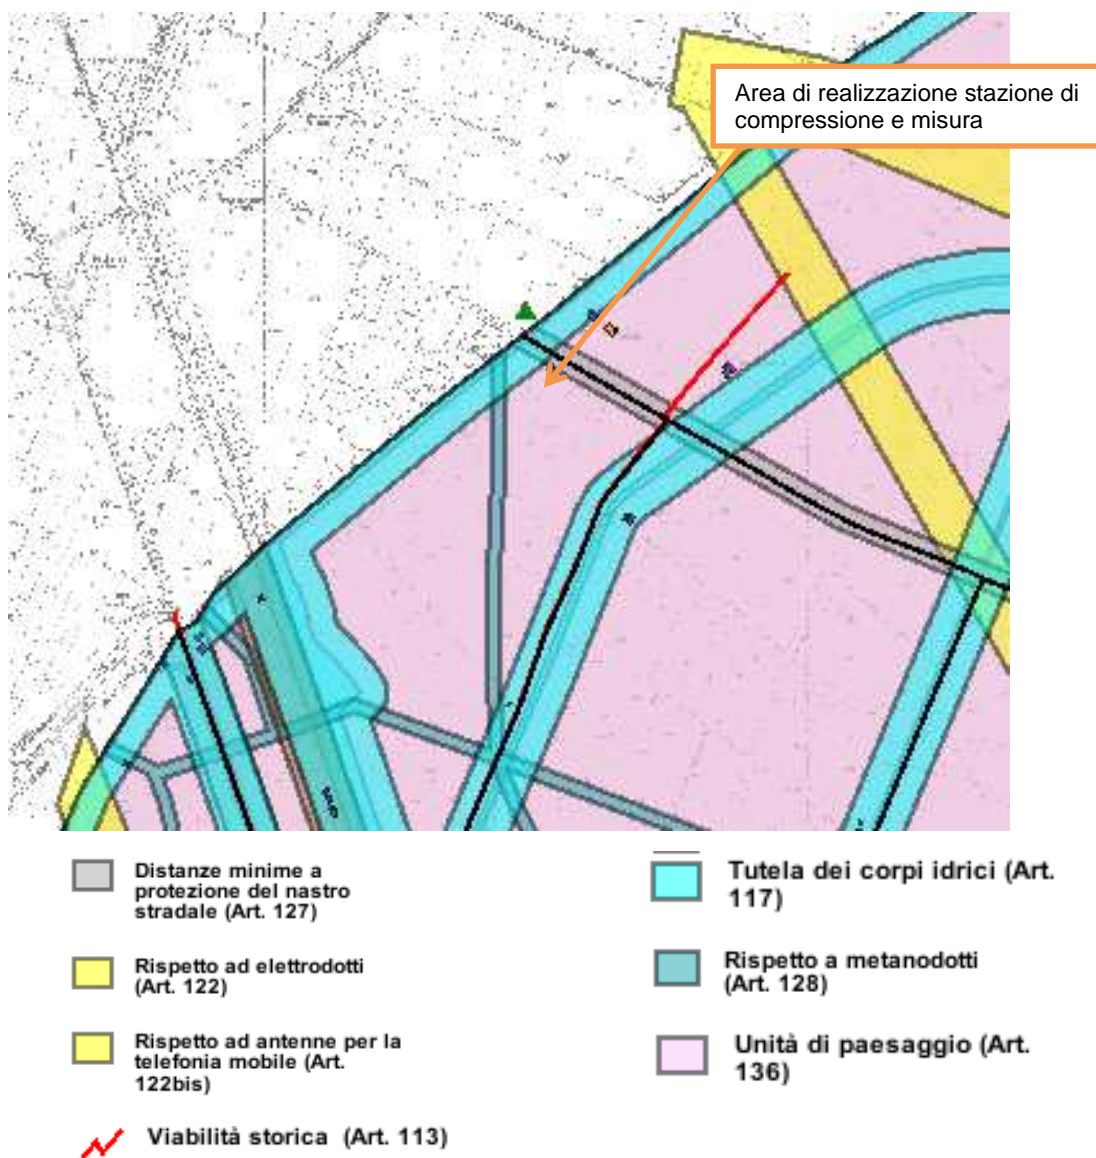 Area di realizzazione stazione di
compressione e misura
Distanze minime a
protezione del nastro
stradale (Art. 127)
Rispetto ad elettrodotti
(Art. 122)
Rispetto ad antenne per la
telefonia mobile (Art.
122bis)
Viabilità storica (Art. 113)
Tutela dei corpi idrici (Art.
117)
Rispetto a metanodotti
(Art. 128)
Unità di paesaggio (Art.
136)